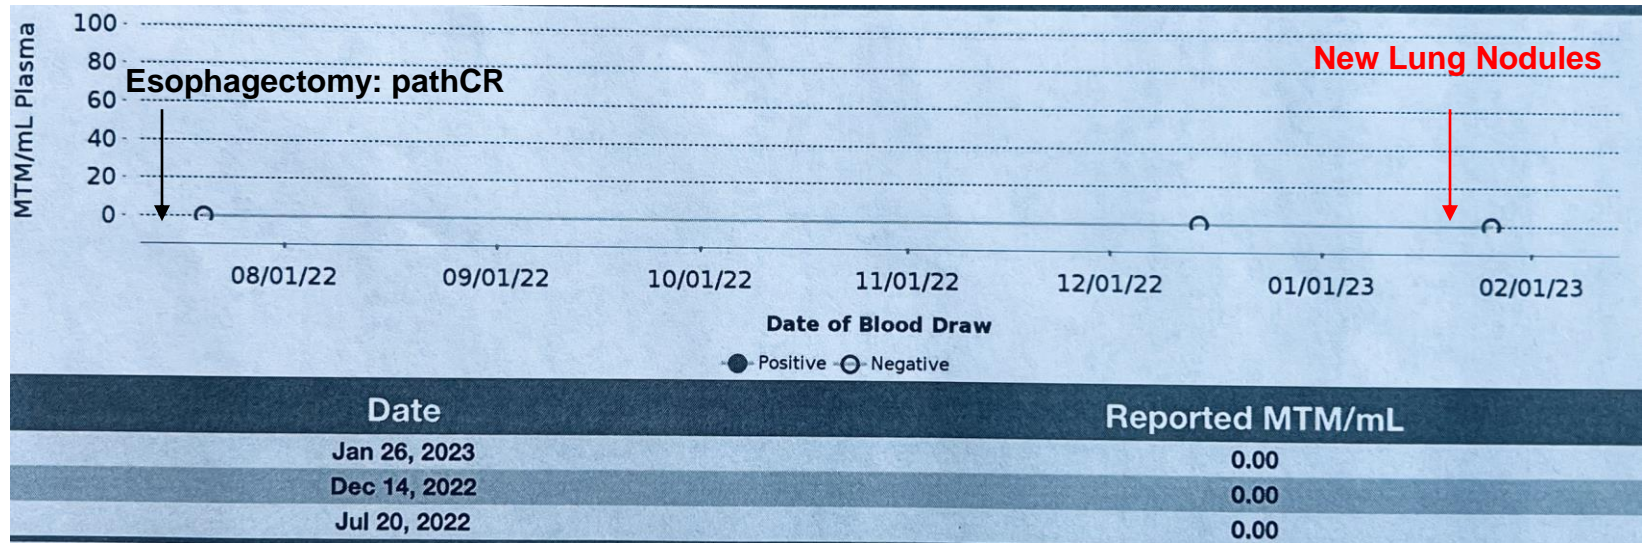 MTM/mL Plasma
100
80
60
40
20
0
Esophagectomy: pathCR
New Lung Nodules
08/01/22 09/01/22 10/01/22 11/01/22 12/01/22 01/01/23 02/01/23
Date of Blood Draw
Positive Negative
Date Reported MTM/mL
Jan 26, 2023 0.00
Dec 14, 2022 0.00
Jul 20, 2022 0.00